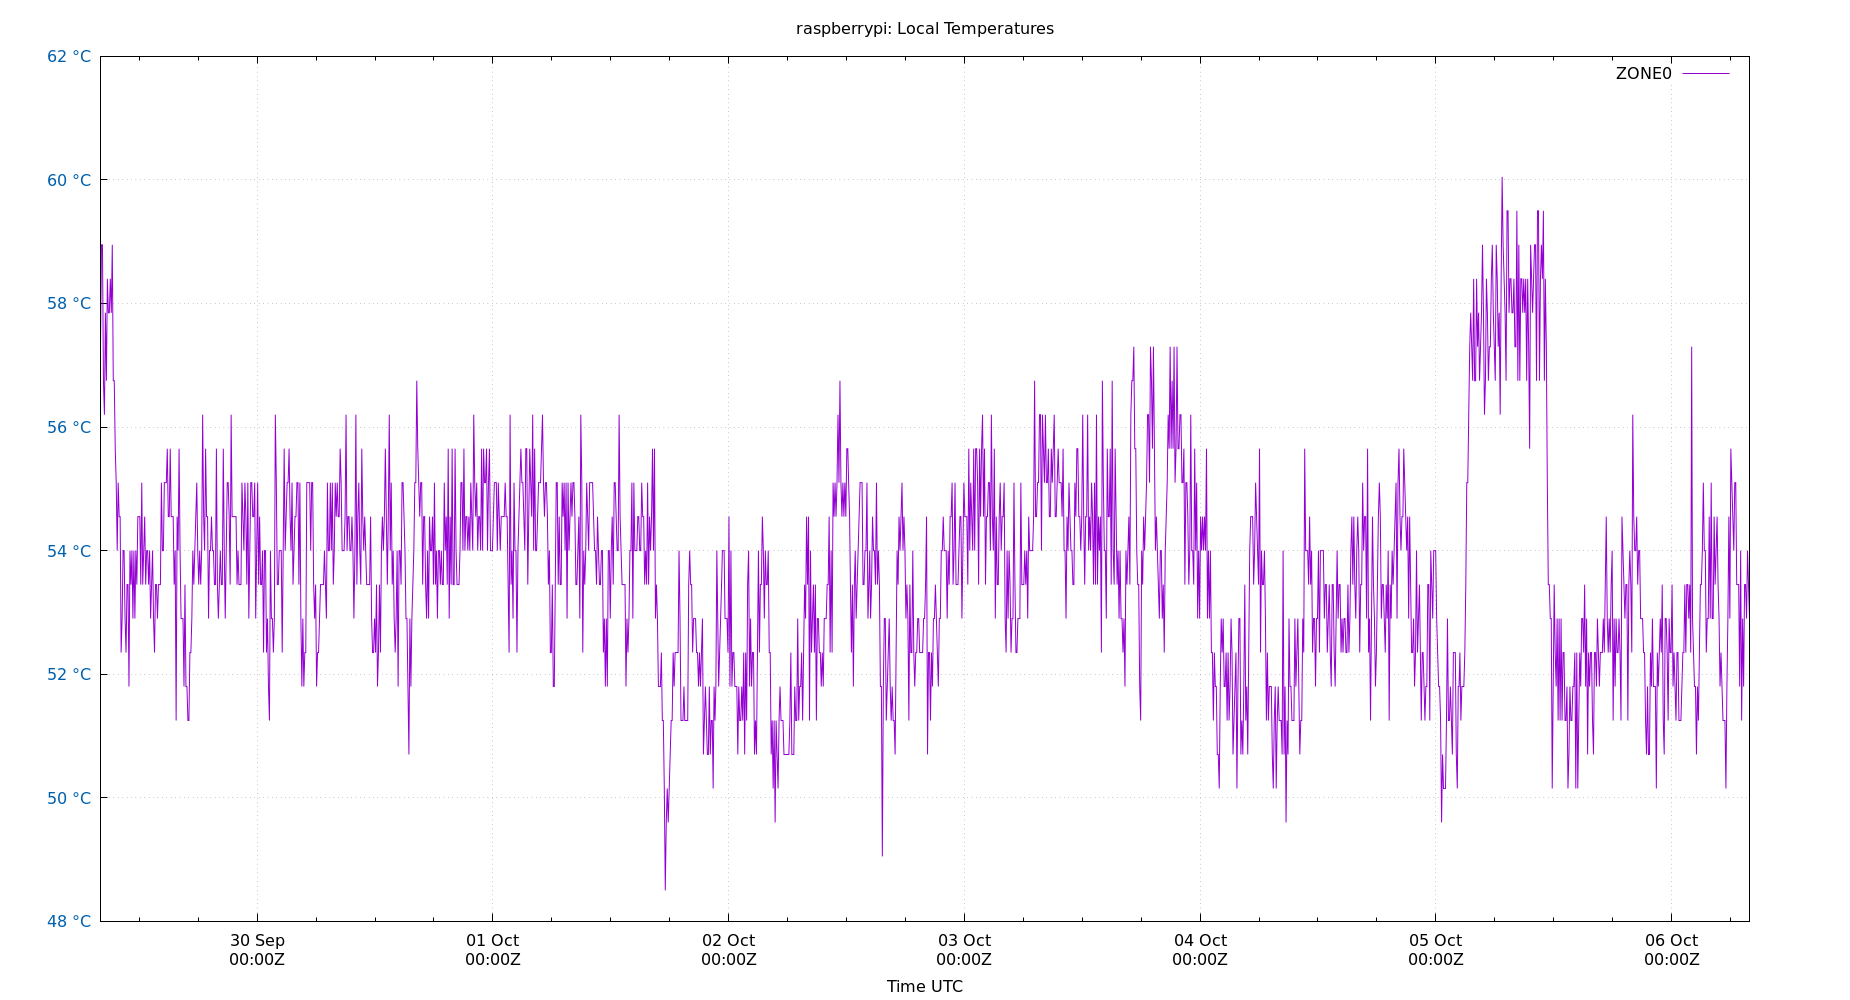 raspberrypi: Local Temperatures
ZONE0
62 °C
60 °C
58 °C
56 °C
54 °C
52 °C
50 °C
48 °C
30 Sep
00:00Z
01 Oct
00:00Z
02 Oct
00:00Z
03 Oct
00:00Z
04 Oct
00:00Z
05 Oct
00:00Z
06 Oct
00:00Z
Time UTC